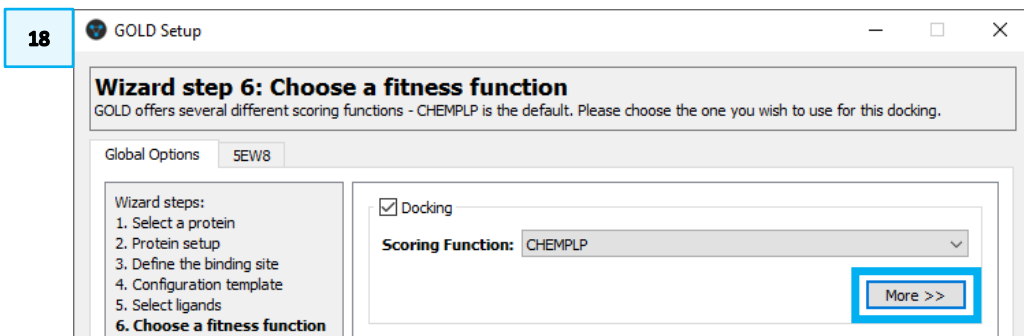 18
GOLD Setup
Wizard step 6: Choose a fitness function
GOLD offers several different scoring functions - CHEMPLP is the default. Please choose the one you wish to use for this docking.
Global Options
5EW8
Wizard steps:
1. Select a protein
2. Protein setup
3. Define the binding site
4. Configuration template
5. Select ligands
6. Choose a fitness function
Docking
Scoring Function: CHEMPLP
More >>